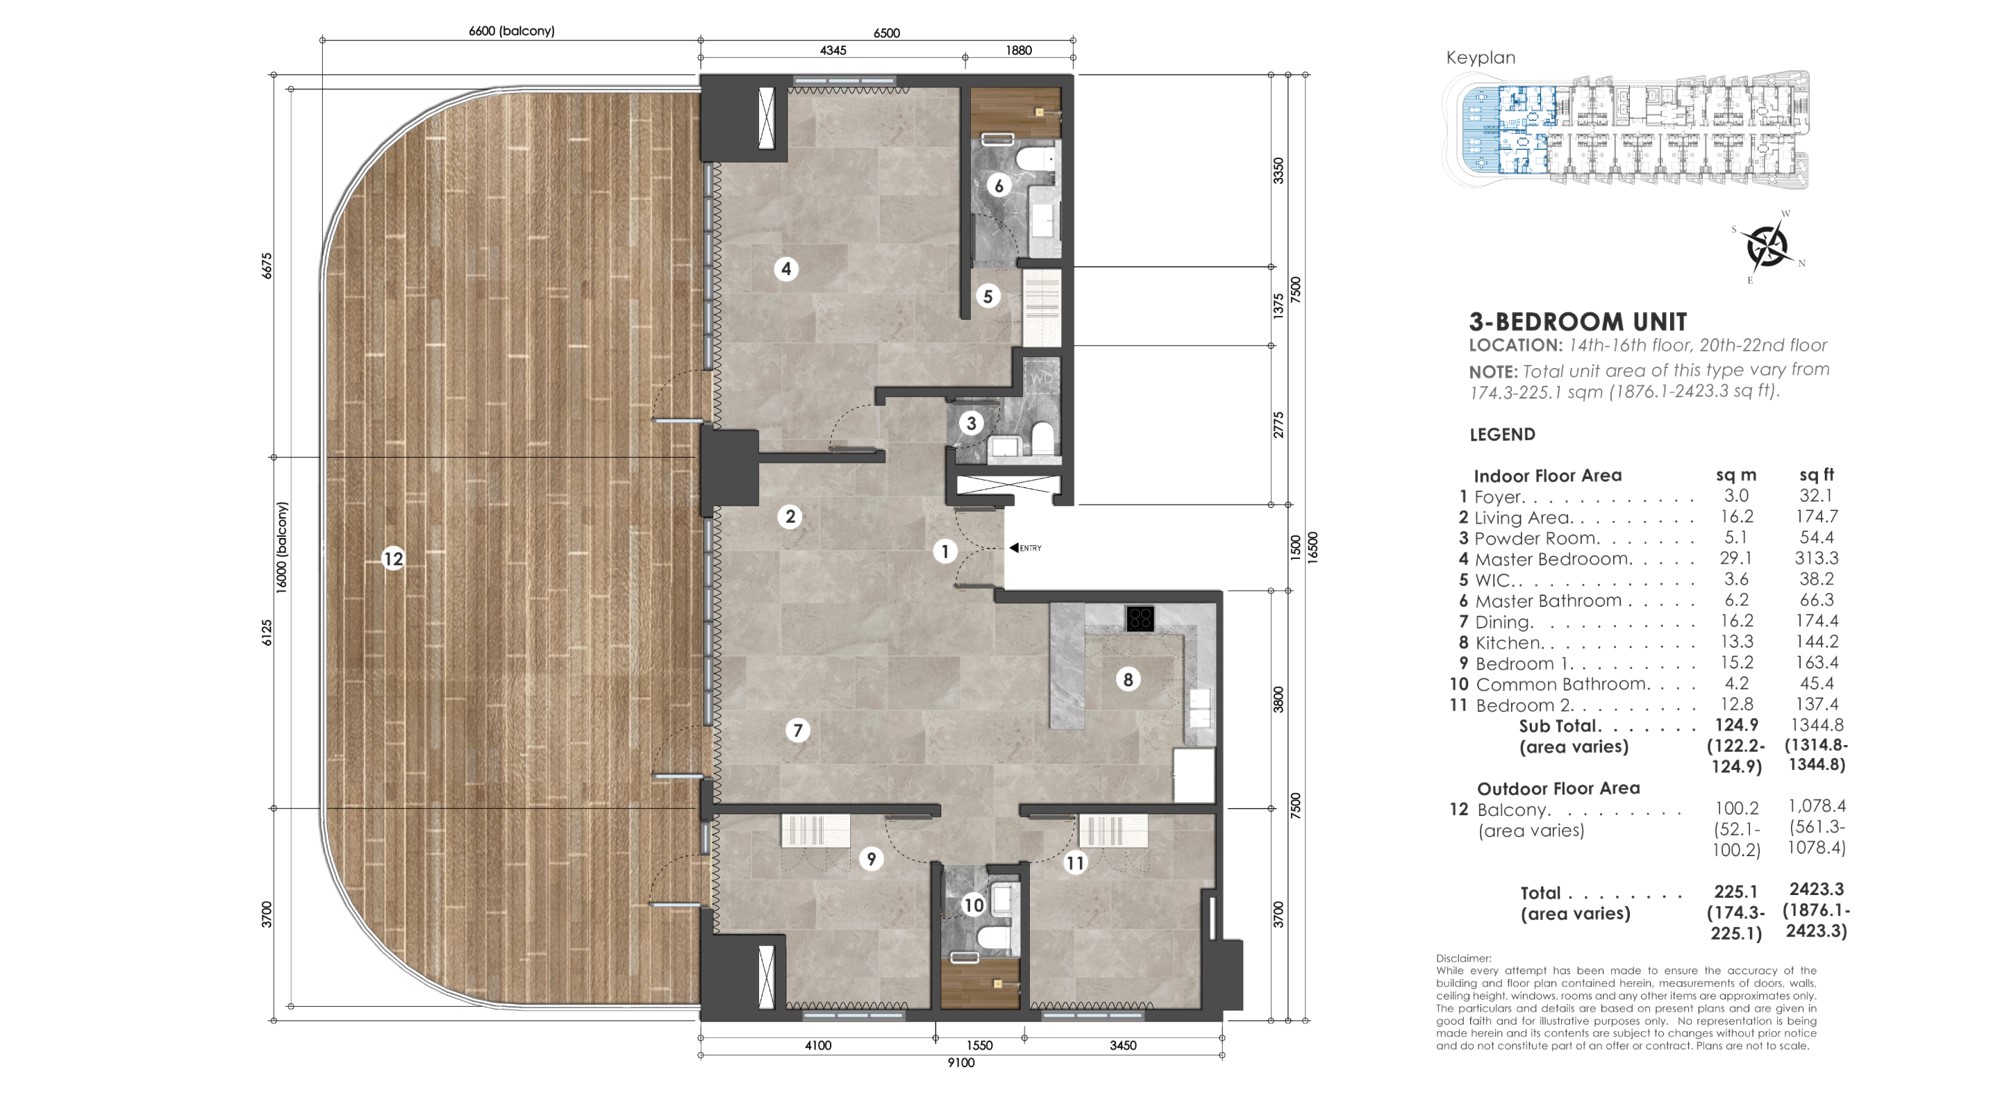 6600 (balcony)
6500
4345
1880
6675
16000 (balcony)
6125
3700
3350
1375
7500
2775
1500
16500
3800
7500
3700
4100
1550
3450
9100
1
2
3
4
5
6
7
8
9
10
11
12
WD
ENTRY
Keyplan
W
S
N
E
3-BEDROOM UNIT
LOCATION: 14th-16th floor, 20th-22nd floor
NOTE: Total unit area of this type vary from
174.3-225.1 sqm (1876.1-2423.3 sq ft).
LEGEND
Indoor Floor Area sq m sq ft
1 Foyer. . . . . . . . . . . . . 3.0 32.1
2 Living Area. . . . . . . . . 16.2 174.7
3 Powder Room. . . . . . . 5.1 54.4
4 Master Bedrooom. . . . . 29.1 313.3
5 WIC. . . . . . . . . . . . . 3.6 38.2
6 Master Bathroom . . . . . 6.2 66.3
7 Dining. . . . . . . . . . . 16.2 174.4
8 Kitchen. . . . . . . . . . . 13.3 144.2
9 Bedroom 1. . . . . . . . . 15.2 163.4
10 Common Bathroom. . . . 4.2 45.4
11 Bedroom 2. . . . . . . . . 12.8 137.4
Sub Total. . . . . . . 124.9 1344.8
(area varies) (122.2- (1314.8-
124.9) 1344.8)
Outdoor Floor Area
12 Balcony. . . . . . . . . 100.2 1,078.4
(area varies) (52.1- (561.3-
100.2) 1078.4)
Total . . . . . . . . 225.1 2423.3
(area varies) (174.3- (1876.1-
225.1) 2423.3)
Disclaimer:
While every attempt has been made to ensure the accuracy of the
building and floor plan contained herein, measurements of doors, walls,
ceiling height, windows, rooms and any other items are approximates only.
The particulars and details are based on present plans and are given in
good faith and for illustrative purposes only. No representation is being
made herein and its contents are subject to changes without prior notice
and do not constitute part of an offer or contract. Plans are not to scale.